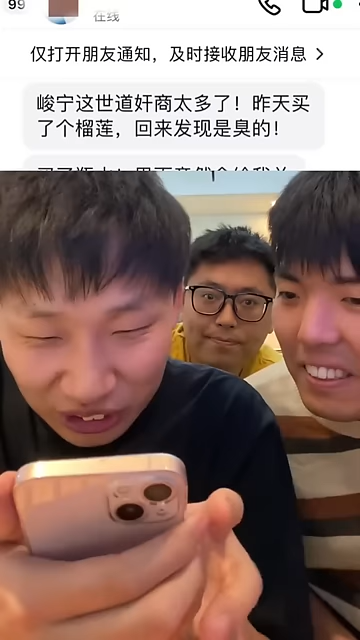 99
在线
仅打开朋友通知，及时接收朋友消息
峻宁这世道奸商太多了！昨天买
了个榴莲，回来发现是臭的！